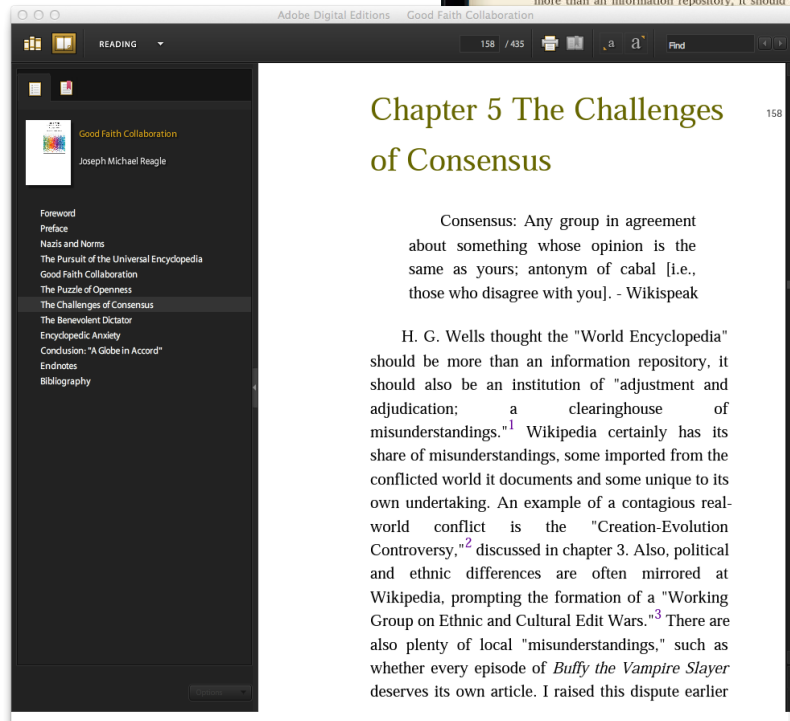 more than an information repository, it should
Adobe Digital Editions Good Faith Collaboration
READING 158 / 435 a a Find
Good Faith Collaboration
Joseph Michael Reagle
Foreword
Preface
Nazis and Norms
The Pursuit of the Universal Encyclopedia
Good Faith Collaboration
The Puzzle of Openness
The Challenges of Consensus
The Benevolent Dictator
Encyclopedic Anxiety
Conclusion: "A Globe in Accord"
Endnotes
Bibliography
Options
Chapter 5 The Challenges
158
of Consensus
Consensus: Any group in agreement
about something whose opinion is the
same as yours; antonym of cabal [i.e.,
those who disagree with you]. - Wikispeak
H. G. Wells thought the "World Encyclopedia"
should be more than an information repository, it
should also be an institution of "adjustment and
adjudication; a clearinghouse of
misunderstandings."1 Wikipedia certainly has its
share of misunderstandings, some imported from the
conflicted world it documents and some unique to its
own undertaking. An example of a contagious real-
world conflict is the "Creation-Evolution
Controversy,"2 discussed in chapter 3. Also, political
and ethnic differences are often mirrored at
Wikipedia, prompting the formation of a "Working
Group on Ethnic and Cultural Edit Wars."3 There are
also plenty of local "misunderstandings," such as
whether every episode of Buffy the Vampire Slayer
deserves its own article. I raised this dispute earlier